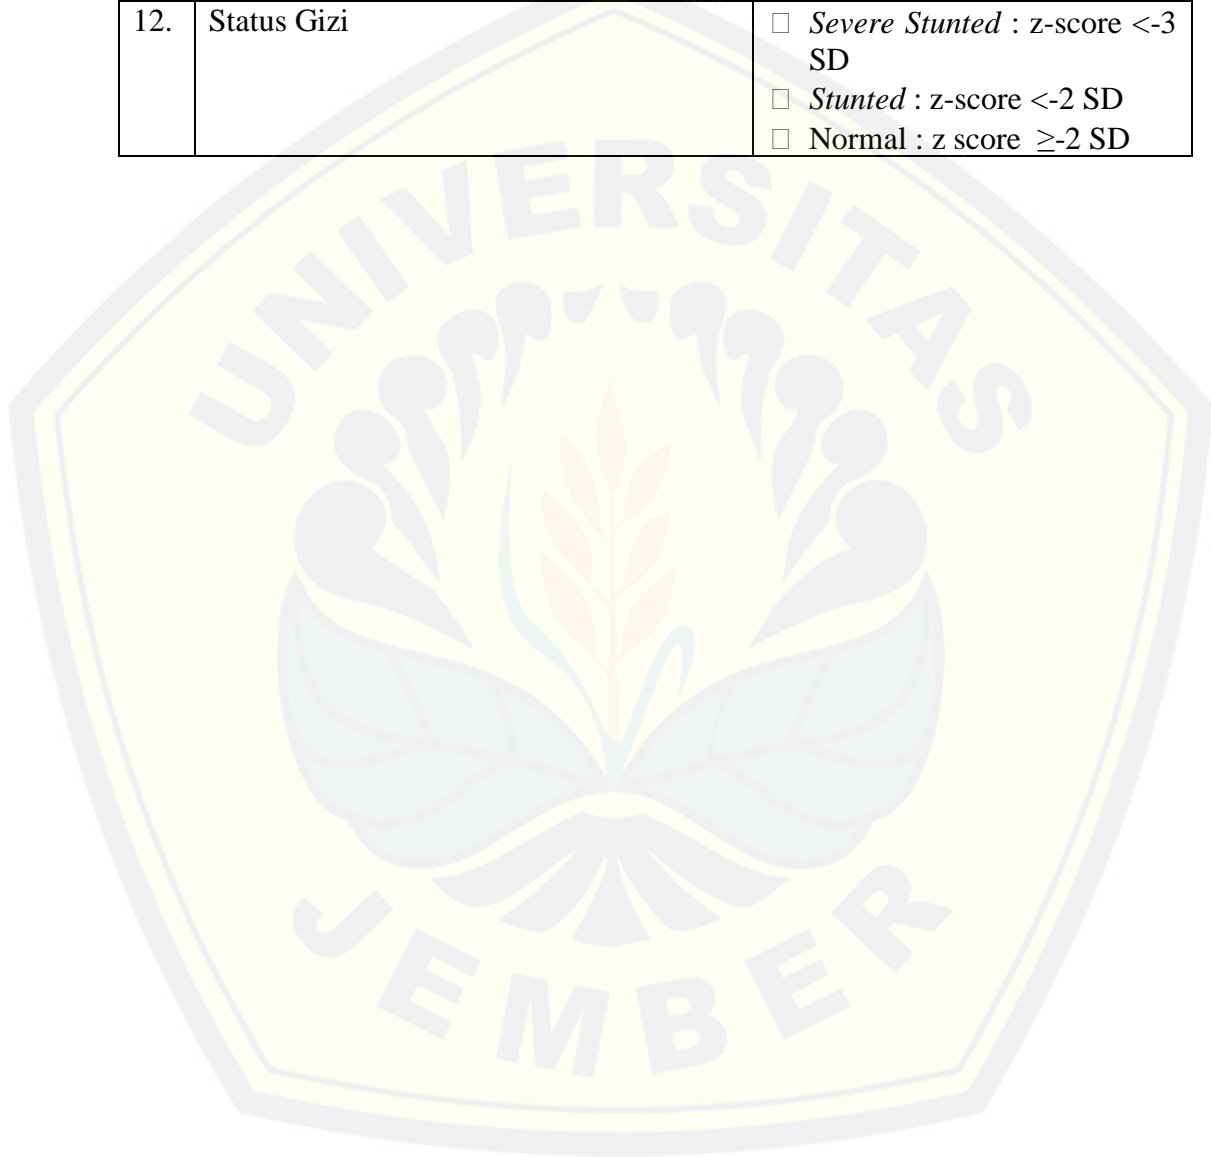 12. Status Gizi □ Severe Stunted : z-score <-3
SD
□ Stunted : z-score <-2 SD
□ Normal : z score ≥-2 SD
UNIVERSITAS
JEMBER